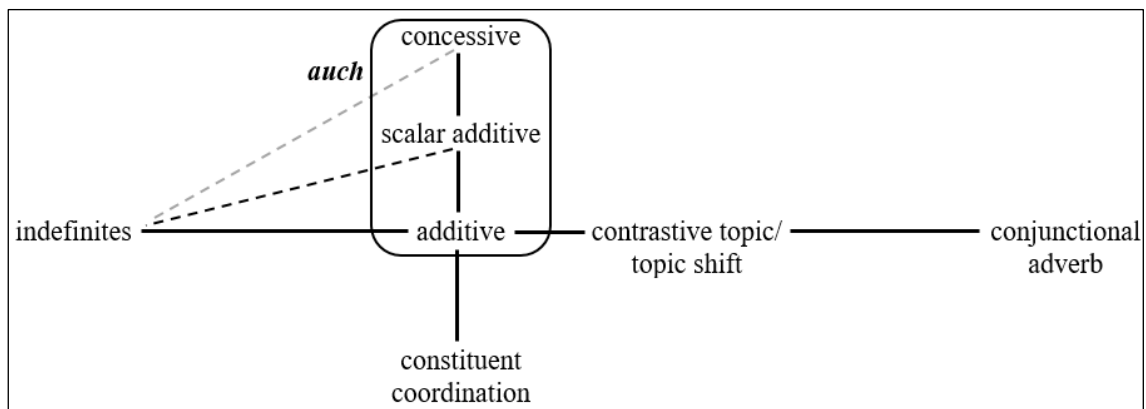 concessive
auch
scalar additive
indefinites
additive
contrastive topic/
topic shift
conjunctional
adverb
constituent
coordination